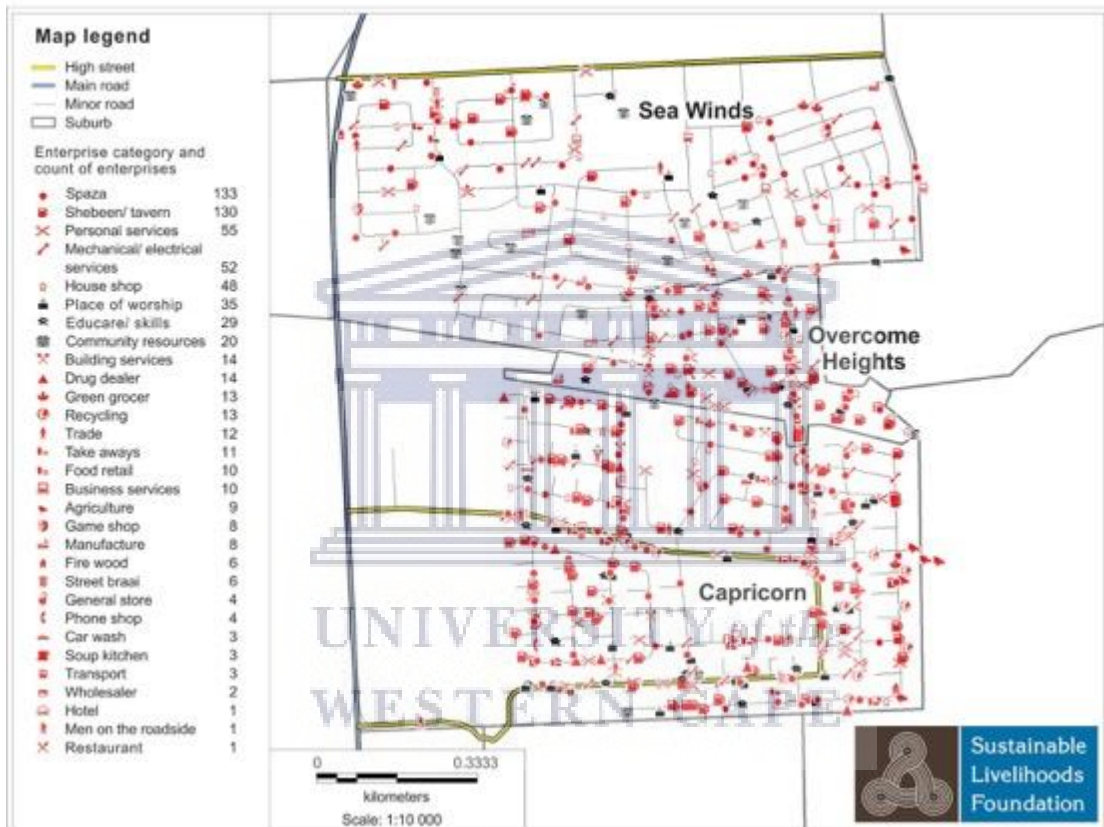 Map legend
High street
Main road
Minor road
Suburb
Enterprise category and
count of enterprises
Spaza 133
Shebeen/ tavern 130
Personal services 55
Mechanical/ electrical
services 52
House shop 48
Place of worship 35
Educare/ skills 29
Community resources 20
Building services 14
Drug dealer 14
Green grocer 13
Recycling 13
Trade 12
Take aways 11
Food retail 10
Business services 10
Agriculture 9
Game shop 8
Manufacture 8
Fire wood 6
Street braai 6
General store 4
Phone shop 4
Car wash 3
Soup kitchen 3
Transport 3
Wholesaler 2
Hotel 1
Men on the roadside 1
Restaurant 1
Sea Winds
Overcome
Heights
Capricorn
UNIVERSITY of the
WESTERN CAPE
0 0.3333
kilometers
Scale: 1:10 000
Sustainable
Livelihoods
Foundation